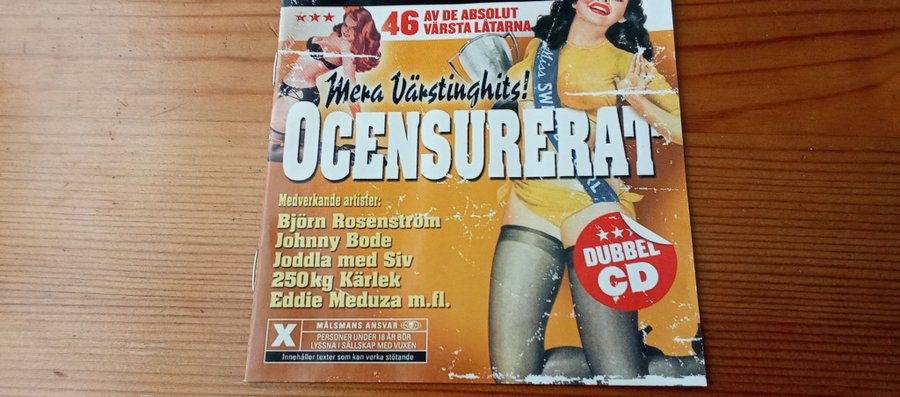 46 AV DE ABSOLUT
VÄRSTA LÅTARNA
Mera Värstinghits!
OCENSURERAT
Miss SW
Medverkande artister:
Björn Rosenström
Johnny Bode
Joddla med Siv
250kg Kärlek
Eddie Meduza m.fl.
DUBBEL
CD
X
MÅLSMANS ANSVAR
PERSONER UNDER 18 ÅR BÖR
LYSSNA I SÄLLSKAP MED VUXEN
Innehåller texter som kan verka stötande